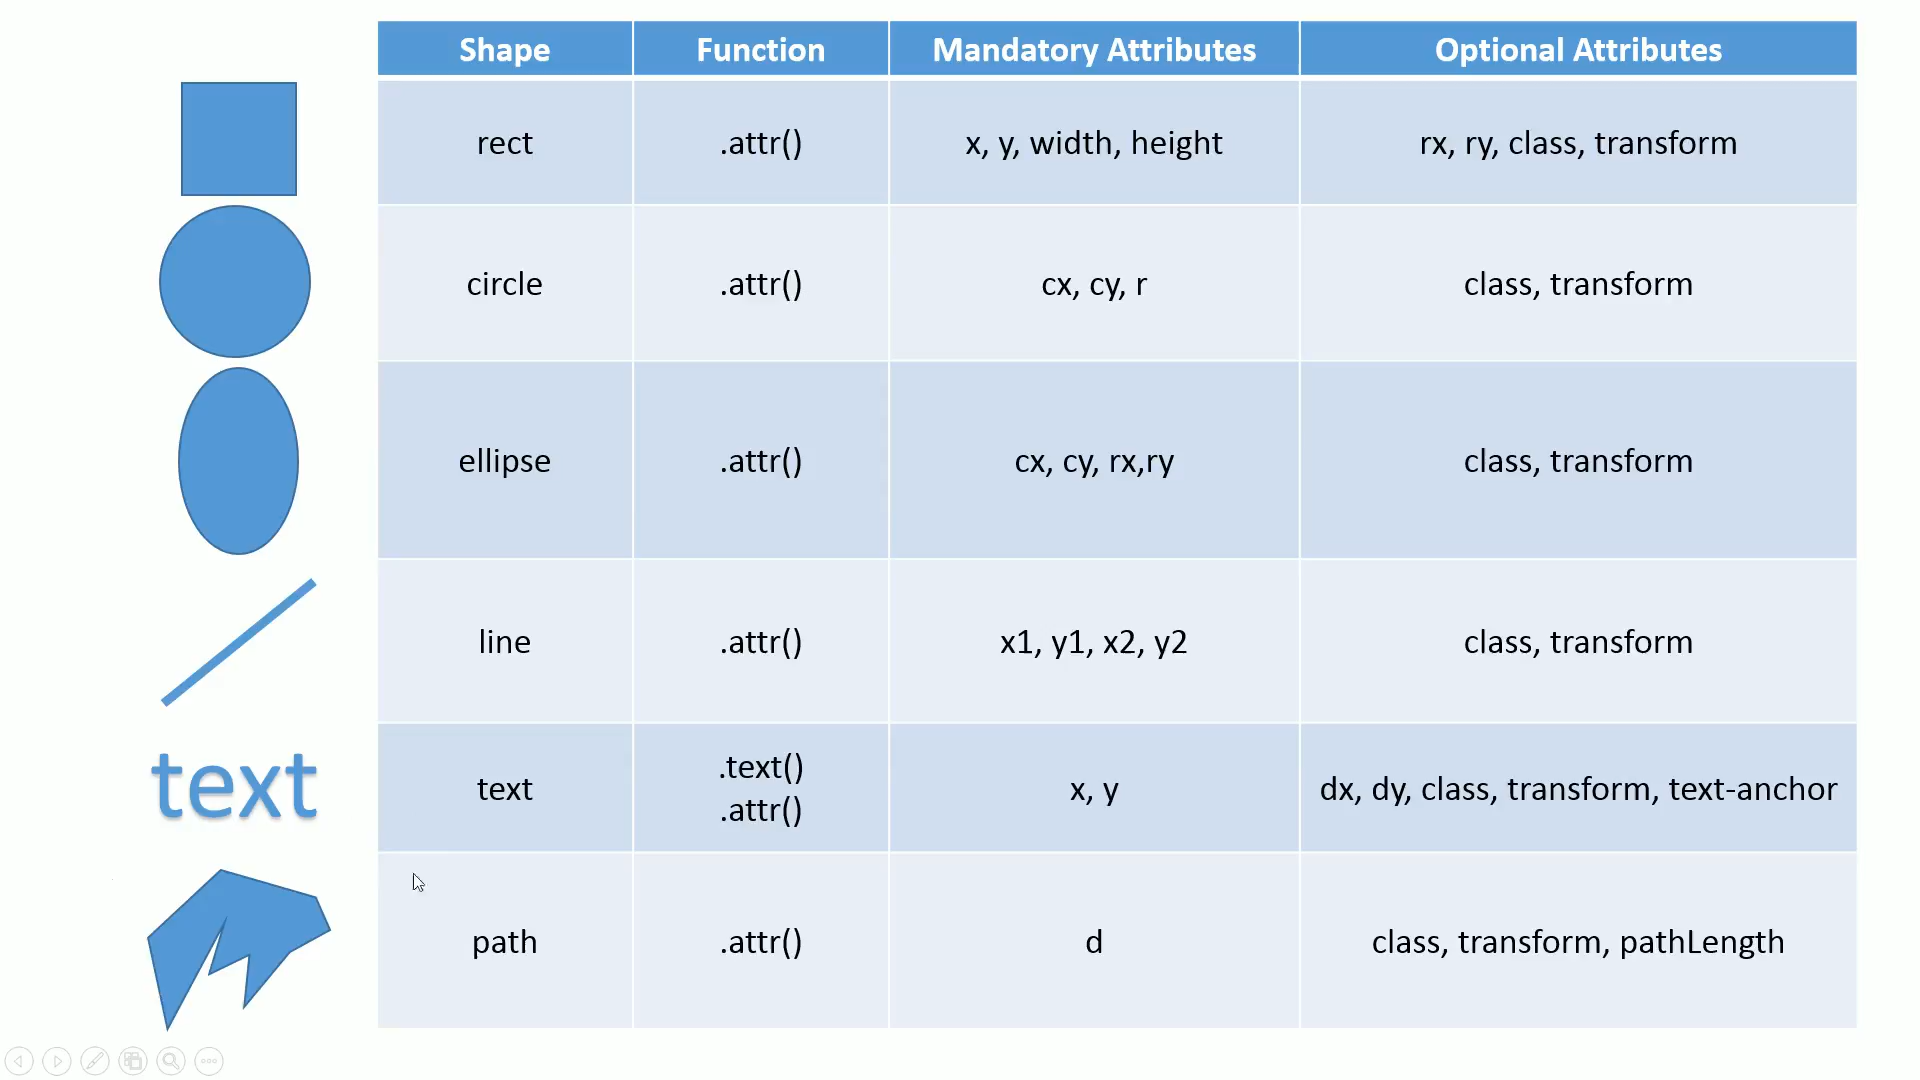 Shape Function Mandatory Attributes Optional Attributes
rect .attr() x, y, width, height rx, ry, class, transform
circle .attr() cx, cy, r class, transform
ellipse .attr() cx, cy, rx,ry class, transform
line .attr() x1, y1, x2, y2 class, transform
text text .text()
.attr() x, y dx, dy, class, transform, text-anchor
path .attr() d class, transform, pathLength